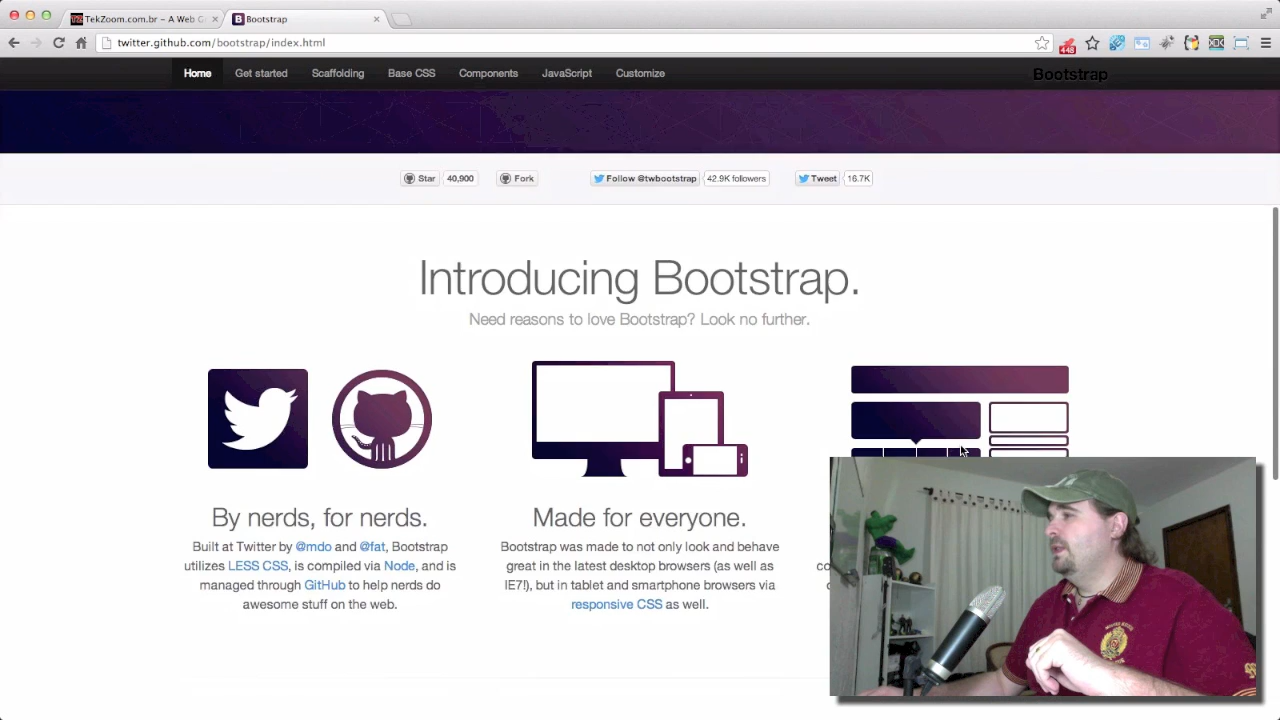 TekZoom.com.br – A Web G
Bootstrap
twitter.github.com/bootstrap/index.html
448
Home Get started Scaffolding Base CSS Components JavaScript Customize Bootstrap
Star 40,900 Fork Follow @twbootstrap 42.9K followers Tweet 16.7K
Introducing Bootstrap.
Need reasons to love Bootstrap? Look no further.
By nerds, for nerds.
Built at Twitter by @mdo and @fat, Bootstrap
utilizes LESS CSS, is compiled via Node, and is
managed through GitHub to help nerds do
awesome stuff on the web.
Made for everyone.
Bootstrap was made to not only look and behave
great in the latest desktop browsers (as well as
IE7!), but in tablet and smartphone browsers via
responsive CSS as well.